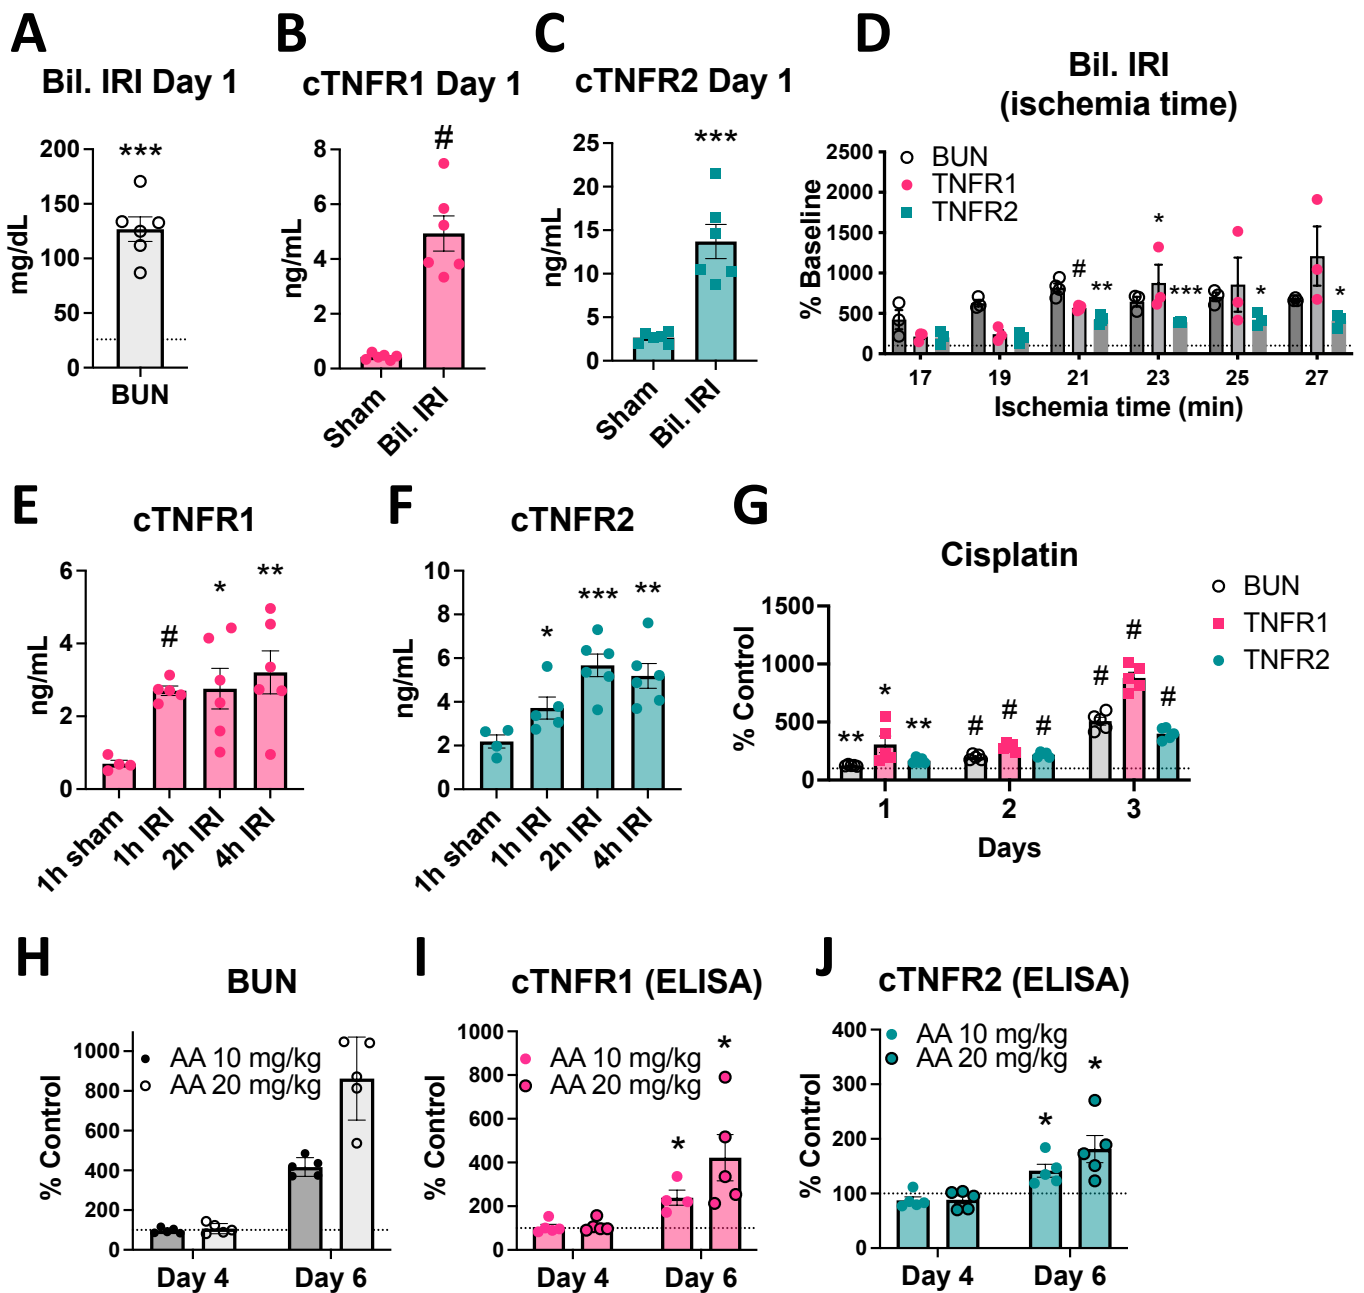 A
Bil. IRI Day 1
***
mg/dL
200
150
100
50
0
BUN
B
cTNFR1 Day 1
#
ng/mL
8
6
4
2
0
Sham
Bil. IRI
C
cTNFR2 Day 1
***
ng/mL
25
20
15
10
5
0
Sham
Bil. IRI
D
Bil. IRI
(ischemia time)
BUN
TNFR1
TNFR2
% Baseline
2500
2000
1500
1000
500
0
# ** * *** * *
17 19 21 23 25 27
Ischemia time (min)
E
cTNFR1
ng/mL
6
4
2
0
# * **
1h sham
1h IRI
2h IRI
4h IRI
F
cTNFR2
ng/mL
10
8
6
4
2
0
* *** **
1h sham
1h IRI
2h IRI
4h IRI
G
Cisplatin
BUN
TNFR1
TNFR2
% Control
1500
1000
500
0
** * ** # # # # # #
1 2 3
Days
H
BUN
AA 10 mg/kg
AA 20 mg/kg
% Control
1000
800
600
400
200
0
Day 4 Day 6
I
cTNFR1 (ELISA)
AA 10 mg/kg
AA 20 mg/kg
% Control
1000
800
600
400
200
0
* *
Day 4 Day 6
J
cTNFR2 (ELISA)
AA 10 mg/kg
AA 20 mg/kg
% Control
400
300
200
100
0
* *
Day 4 Day 6